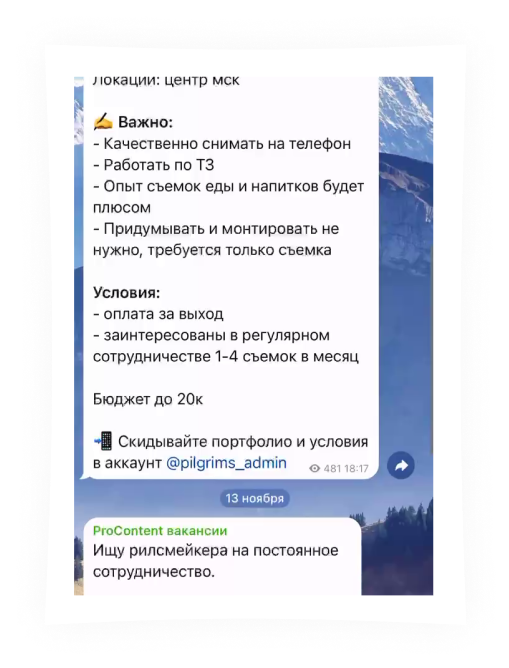 Локации: центр мск
✍️ Важно:
- Качественно снимать на телефон
- Работать по ТЗ
- Опыт съемок еды и напитков будет
плюсом
- Придумывать и монтировать не
нужно, требуется только съемка
Условия:
- оплата за выход
- заинтересованы в регулярном
сотрудничестве 1-4 съемок в месяц
Бюджет до 20к
📲 Скидывайте портфолио и условия
в аккаунт @pilgrims_admin
481 18:17
13 ноября
ProContent вакансии
Ищу рилсмейкера на постоянное
сотрудничество.